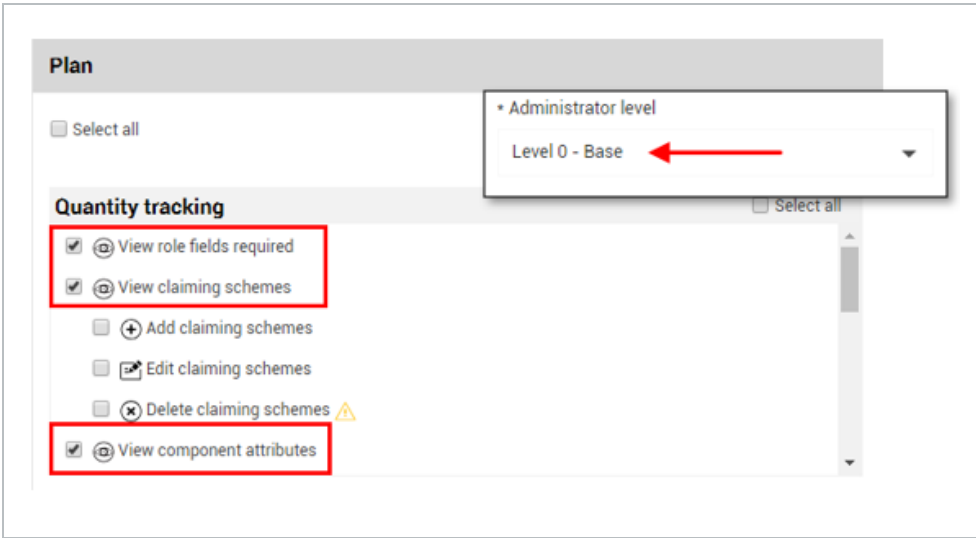 Plan
* Administrator level
Select all
Level 0 - Base
Quantity tracking
Select all
View role fields required
View claiming schemes
Add claiming schemes
Edit claiming schemes
Delete claiming schemes
View component attributes